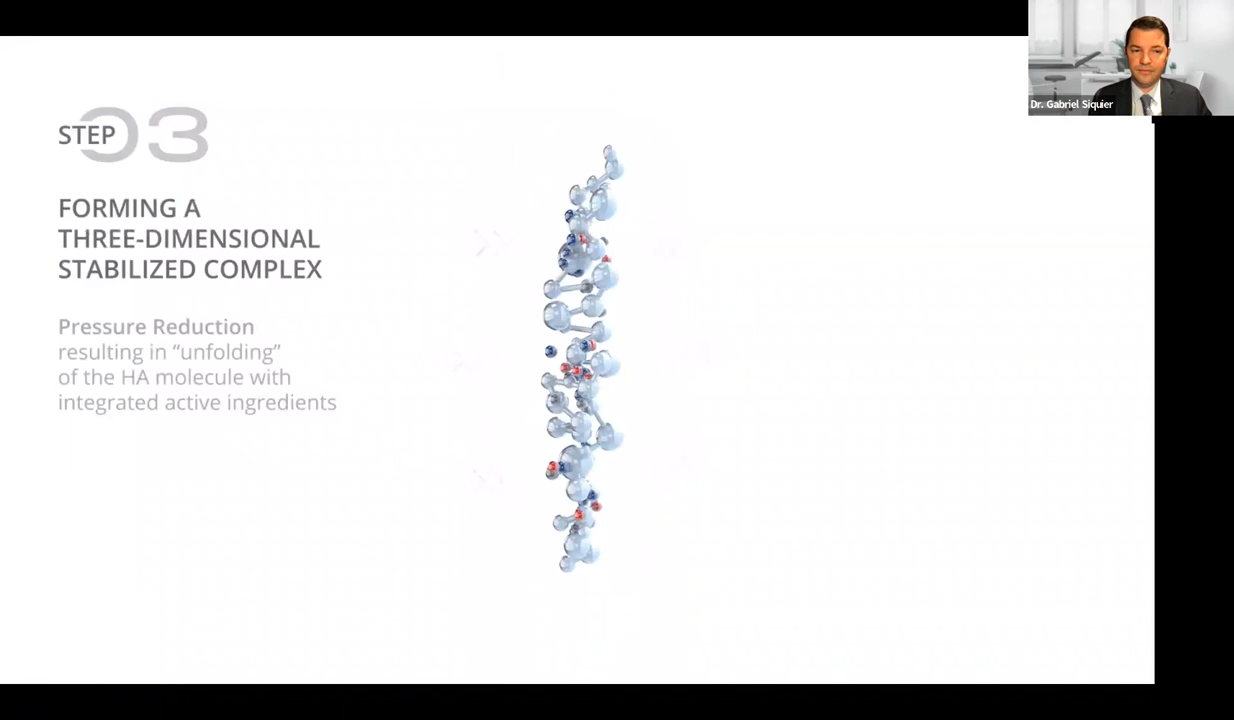 STEP 03
FORMING A
THREE-DIMENSIONAL
STABILIZED COMPLEX
Pressure Reduction
resulting in “unfolding”
of the HA molecule with
integrated active ingredients
Dr. Gabriel Siquier